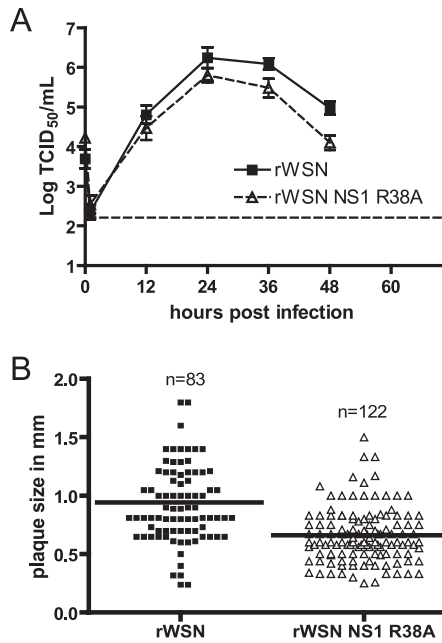 A
Log TCID50/mL
7
6
5
4
3
2
1
rWSN
rWSN NS1 R38A
0 12 24 36 48 60
hours post infection
B
plaque size in mm
2.0
1.5
1.0
0.5
0.0
n=83
n=122
rWSN rWSN NS1 R38A